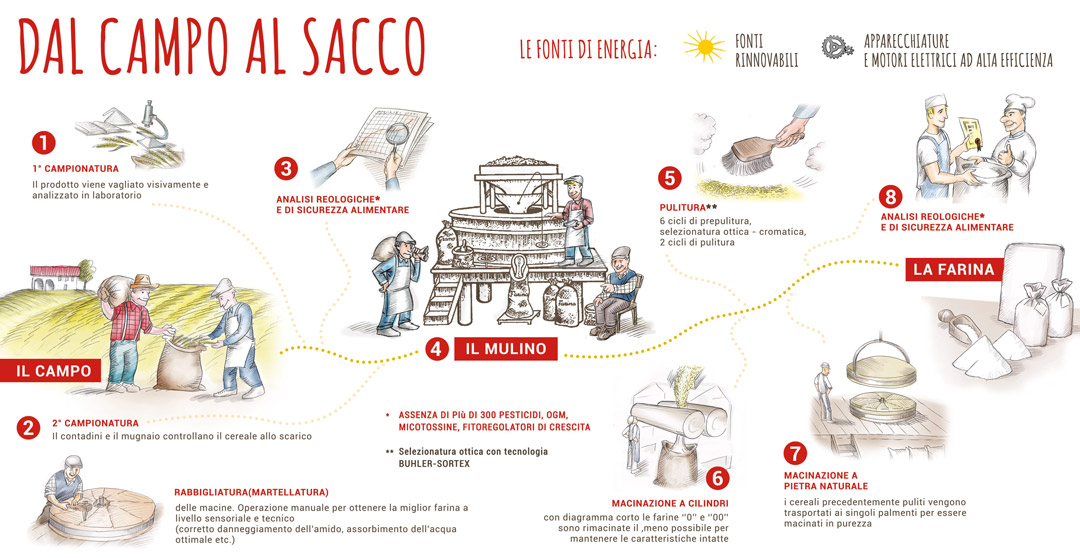 DAL CAMPO AL SACCO
LE FONTI DI ENERGIA:
FONTI
RINNOVABILI
APPARECCHIATURE
E MOTORI ELETTRICI AD ALTA EFFICIENZA
1
1° CAMPIONATURA
Il prodotto viene vagliato visivamente e
analizzato in laboratorio
3
ANALISI REOLOGICHE*
E DI SICUREZZA ALIMENTARE
5
PULITURA**
6 cicli di prepulitura,
selezionatura ottica - cromatica,
2 cicli di pulitura
8
ANALISI REOLOGICHE*
E DI SICUREZZA ALIMENTARE
LA FARINA
IL CAMPO
4
IL MULINO
2
2° CAMPIONATURA
Il contadini e il mugnaio controllano il cereale allo scarico
RABBIGLIATURA(MARTELLATURA)
delle macine. Operazione manuale per ottenere la miglior farina a
livello sensoriale e tecnico
(corretto danneggiamento dell'amido, assorbimento dell'acqua
ottimale etc.)
* ASSENZA DI PIù DI 300 PESTICIDI, OGM,
MICOTOSSINE, FITOREGOLATORI DI CRESCITA
** Selezionatura ottica con tecnologia
BUHLER-SORTEX
6
MACINAZIONE A CILINDRI
con diagramma corto le farine "0" e "00"
sono rimacinate il ,meno possibile per
mantenere le caratteristiche intatte
7
MACINAZIONE A
PIETRA NATURALE
i cereali precedentemente puliti vengono
trasportati ai singoli palmenti per essere
macinati in purezza